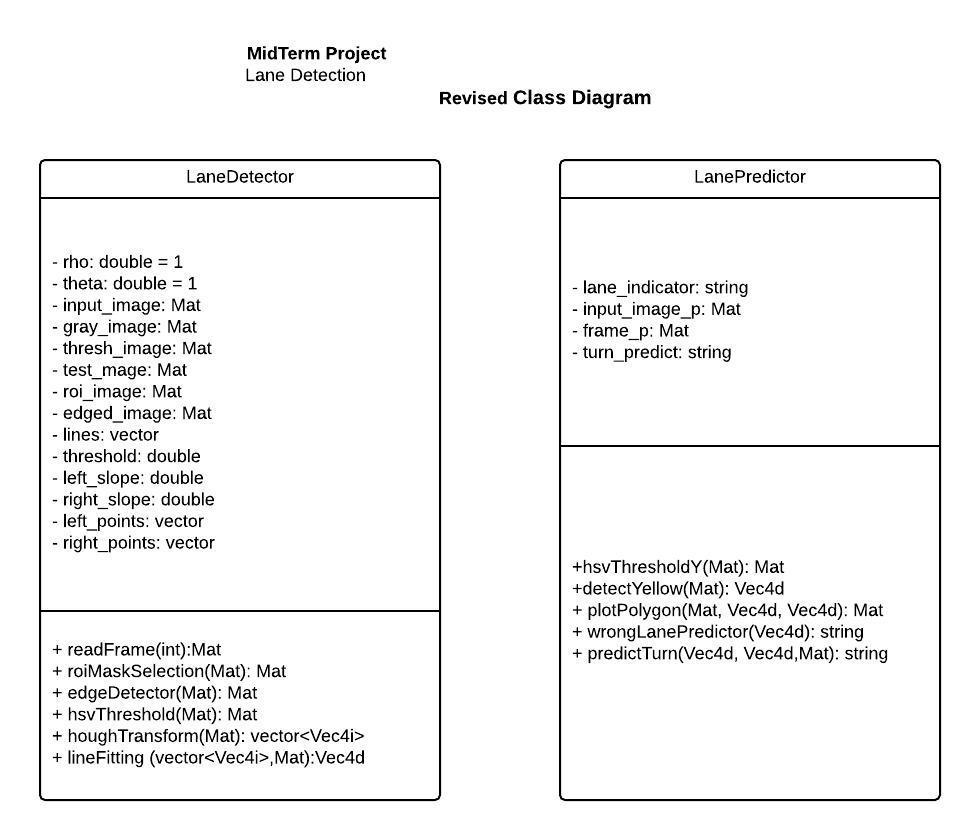 MidTerm Project
Lane Detection
Revised Class Diagram
LaneDetector
- rho: double = 1
- theta: double = 1
- input_image: Mat
- gray_image: Mat
- thresh_image: Mat
- test_mage: Mat
- roi_image: Mat
- edged_image: Mat
- lines: vector
- threshold: double
- left_slope: double
- right_slope: double
- left_points: vector
- right_points: vector
+ readFrame(int):Mat
+ roiMaskSelection(Mat): Mat
+ edgeDetector(Mat): Mat
+ hsvThreshold(Mat): Mat
+ houghTransform(Mat): vector<Vec4i>
+ lineFitting (vector<Vec4i>,Mat):Vec4d
LanePredictor
- lane_indicator: string
- input_image_p: Mat
- frame_p: Mat
- turn_predict: string
+hsvThresholdY(Mat): Mat
+detectYellow(Mat): Vec4d
+ plotPolygon(Mat, Vec4d, Vec4d): Mat
+ wrongLanePredictor(Vec4d): string
+ predictTurn(Vec4d, Vec4d,Mat): string